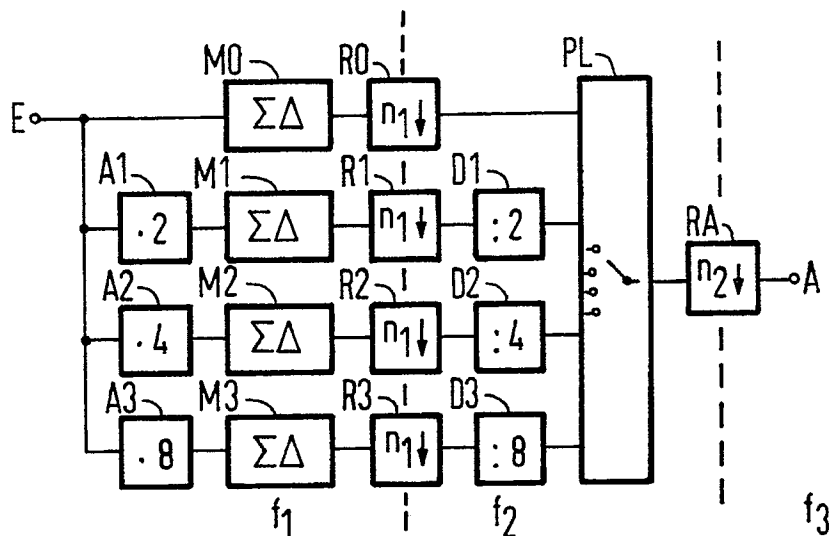 M0 R0 PL
E ΣΔ n1↓
A1 M1 R1 D1
· 2 ΣΔ n1↓ : 2 RA
A2 M2 R2 D2 n2↓ A
· 4 ΣΔ n1↓ : 4
A3 M3 R3 D3
· 8 ΣΔ n1↓ : 8
f1 f2 f3